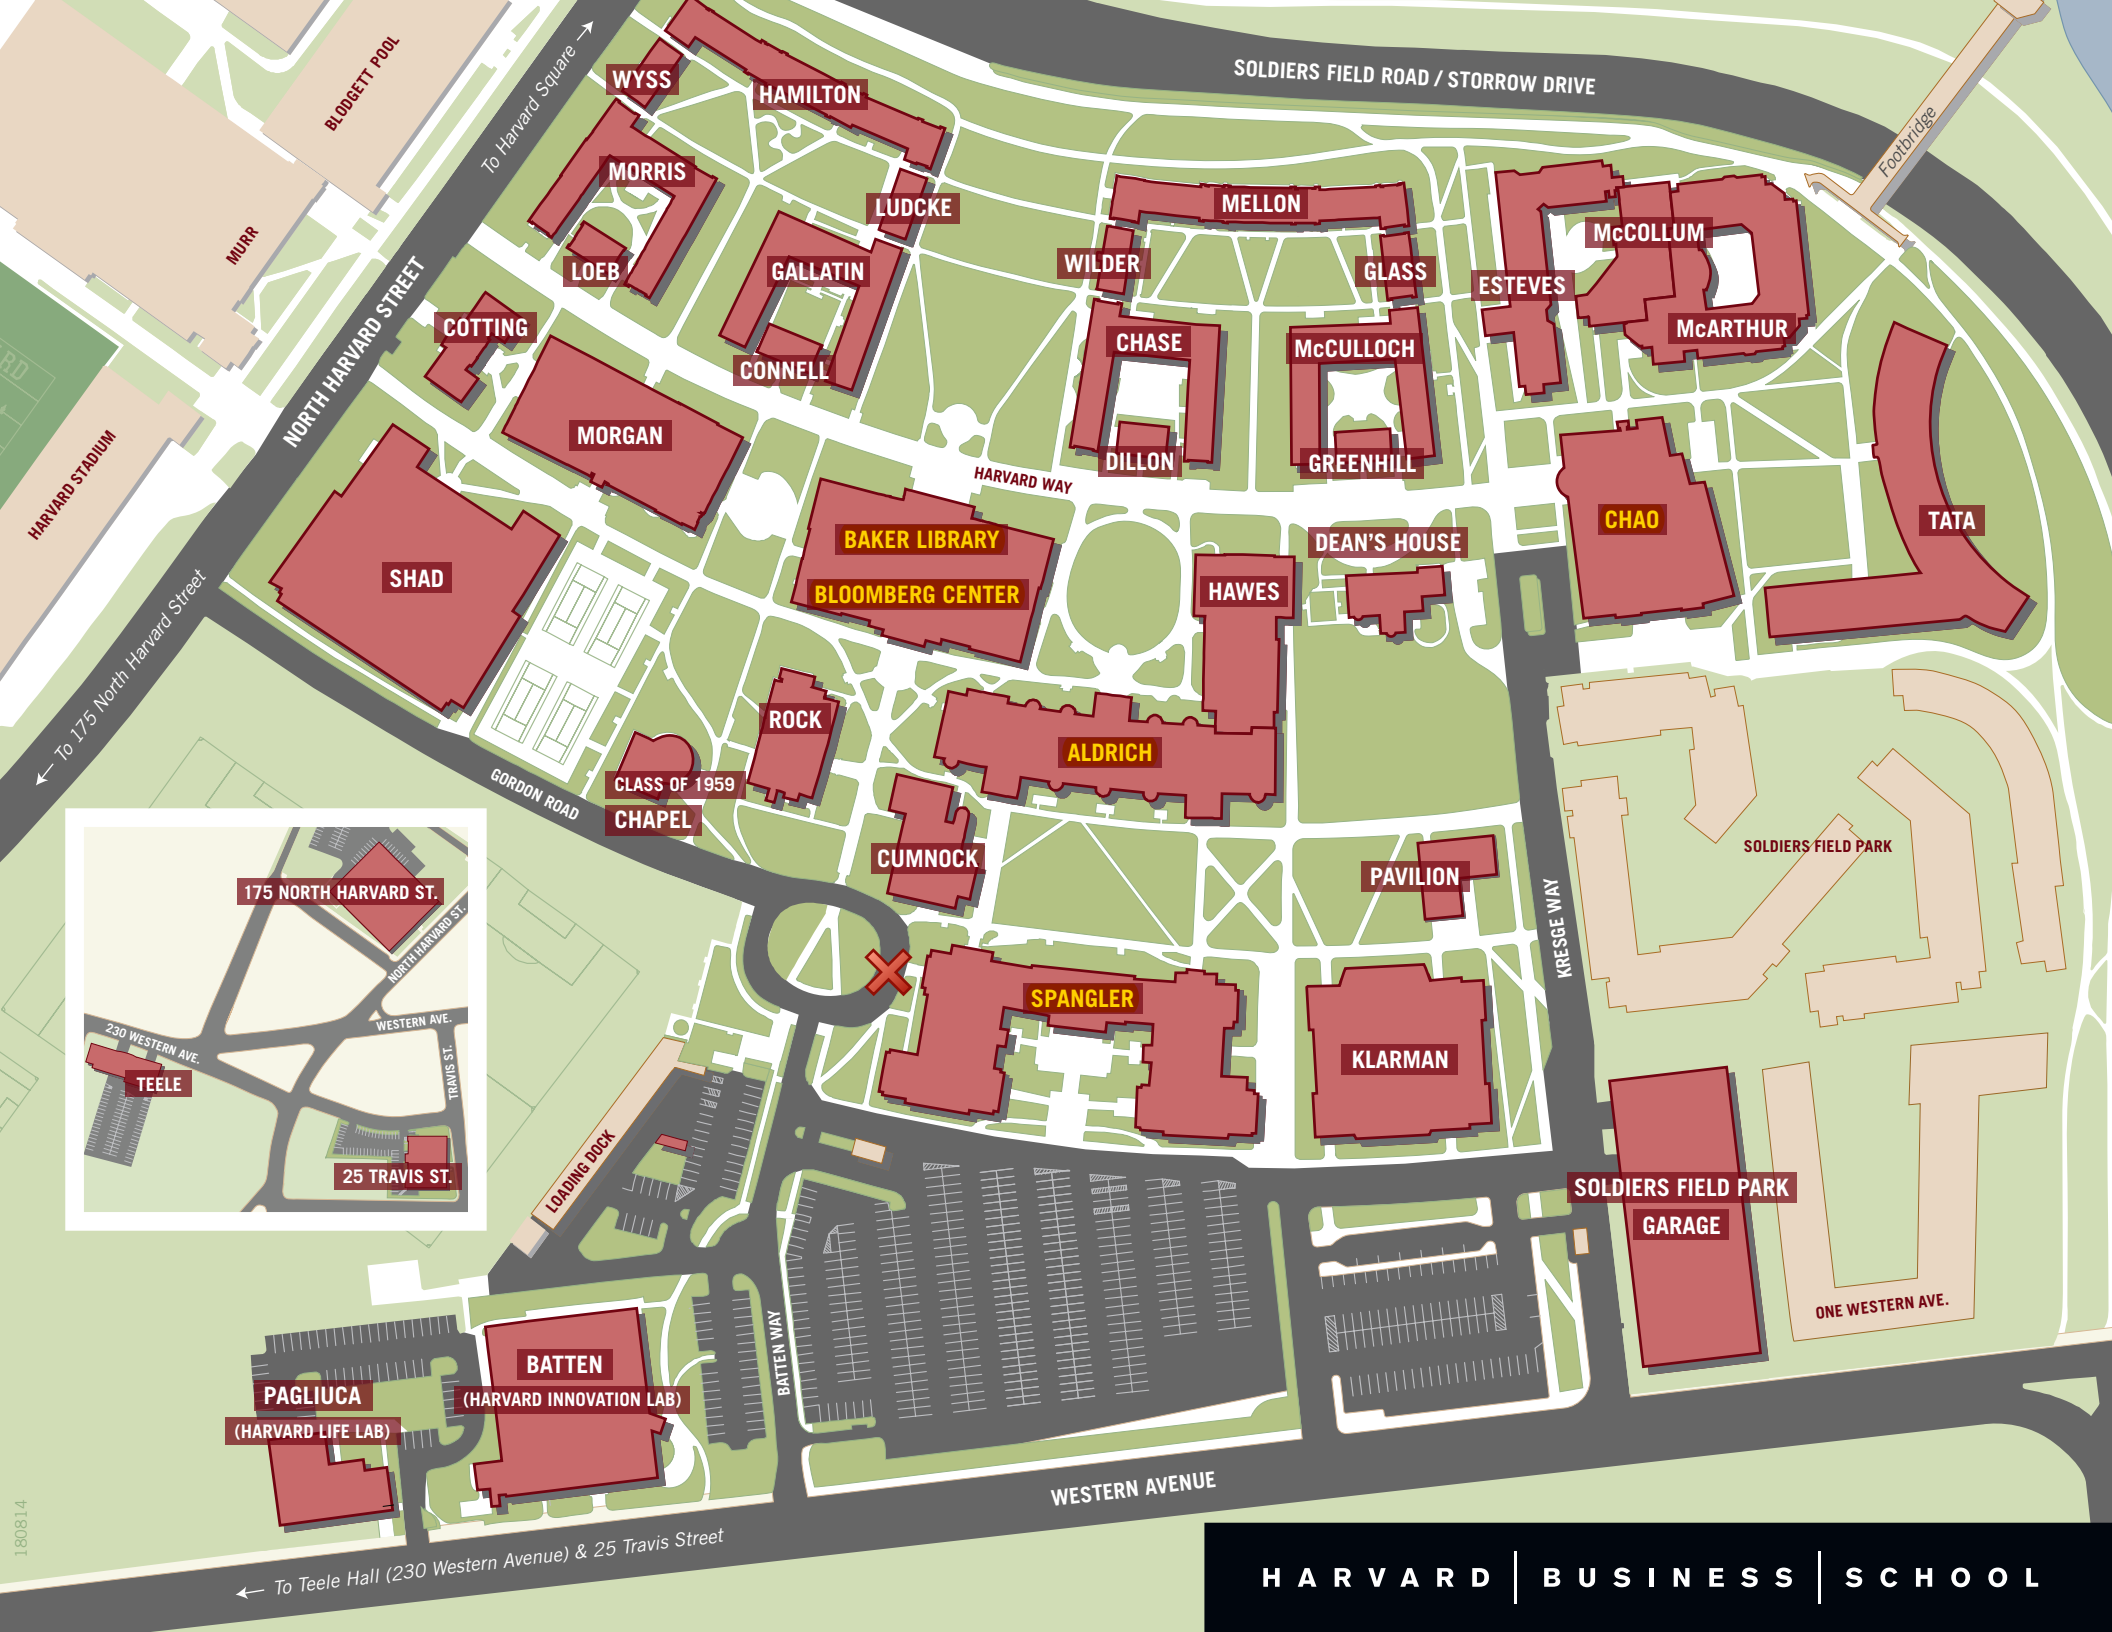 BLODGETT POOL
MURR
HARVARD STADIUM
To Harvard Square
NORTH HARVARD STREET
To 175 North Harvard Street
SOLDIERS FIELD ROAD / STORROW DRIVE
Footbridge
WYSS
HAMILTON
MORRIS
LUDCKE
LOEB
GALLATIN
COTTING
CONNELL
MORGAN
SHAD
MELLON
WILDER
GLASS
CHASE
McCULLOCH
DILLON
GREENHILL
ESTEVES
McCOLLUM
McARTHUR
HARVARD WAY
BAKER LIBRARY
BLOOMBERG CENTER
DEAN'S HOUSE
HAWES
CHAO
TATA
ROCK
ALDRICH
CLASS OF 1959
CHAPEL
GORDON ROAD
CUMNOCK
PAVILION
KRESGE WAY
SOLDIERS FIELD PARK
SPANGLER
KLARMAN
175 NORTH HARVARD ST.
NORTH HARVARD ST.
WESTERN AVE.
230 WESTERN AVE.
TRAVIS ST.
TEELE
25 TRAVIS ST.
LOADING DOCK
SOLDIERS FIELD PARK
GARAGE
ONE WESTERN AVE.
BATTEN WAY
BATTEN
(HARVARD INNOVATION LAB)
PAGLIUCA
(HARVARD LIFE LAB)
WESTERN AVENUE
To Teele Hall (230 Western Avenue) & 25 Travis Street
180814
HARVARD | BUSINESS | SCHOOL